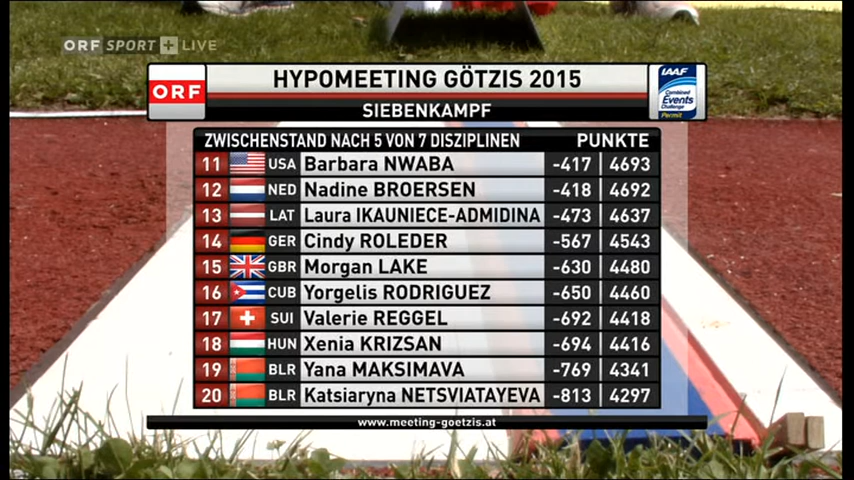 ORF SPORT + LIVE
ORF
HYPOMEETING GÖTZIS 2015
SIEBENKAMPF
IAAF
Combined
Events
Challenge
Permit
ZWISCHENSTAND NACH 5 VON 7 DISZIPLINEN PUNKTE
11 USA Barbara NWABA -417 4693
12 NED Nadine BROERSEN -418 4692
13 LAT Laura IKAUNIECE-ADMIDINA -473 4637
14 GER Cindy ROLEDER -567 4543
15 GBR Morgan LAKE -630 4480
16 CUB Yorgelis RODRIGUEZ -650 4460
17 SUI Valerie REGGEL -692 4418
18 HUN Xenia KRIZSAN -694 4416
19 BLR Yana MAKSIMAVA -769 4341
20 BLR Katsiaryna NETSVIATAYEVA -813 4297
www.meeting-goetzis.at